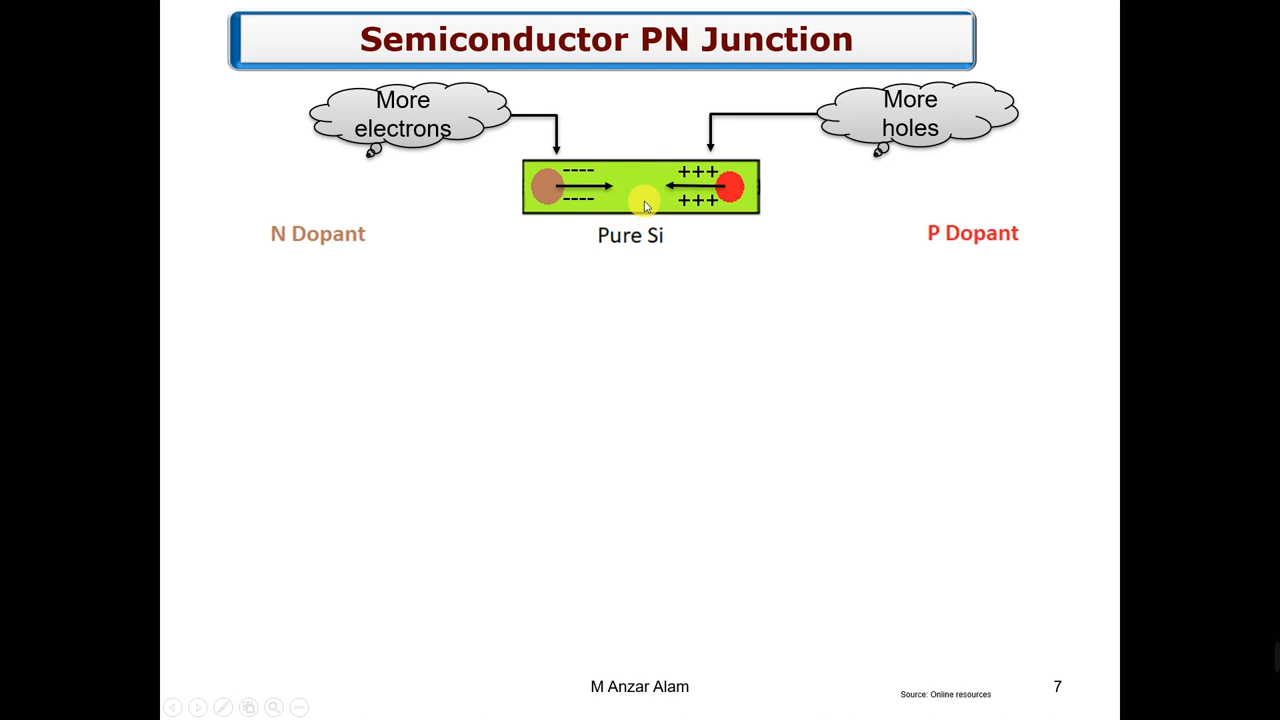 Semiconductor PN Junction
More
electrons
More
holes
----
+++
----
+++
N Dopant
Pure Si
P Dopant
M Anzar Alam
Source: Online resources
7